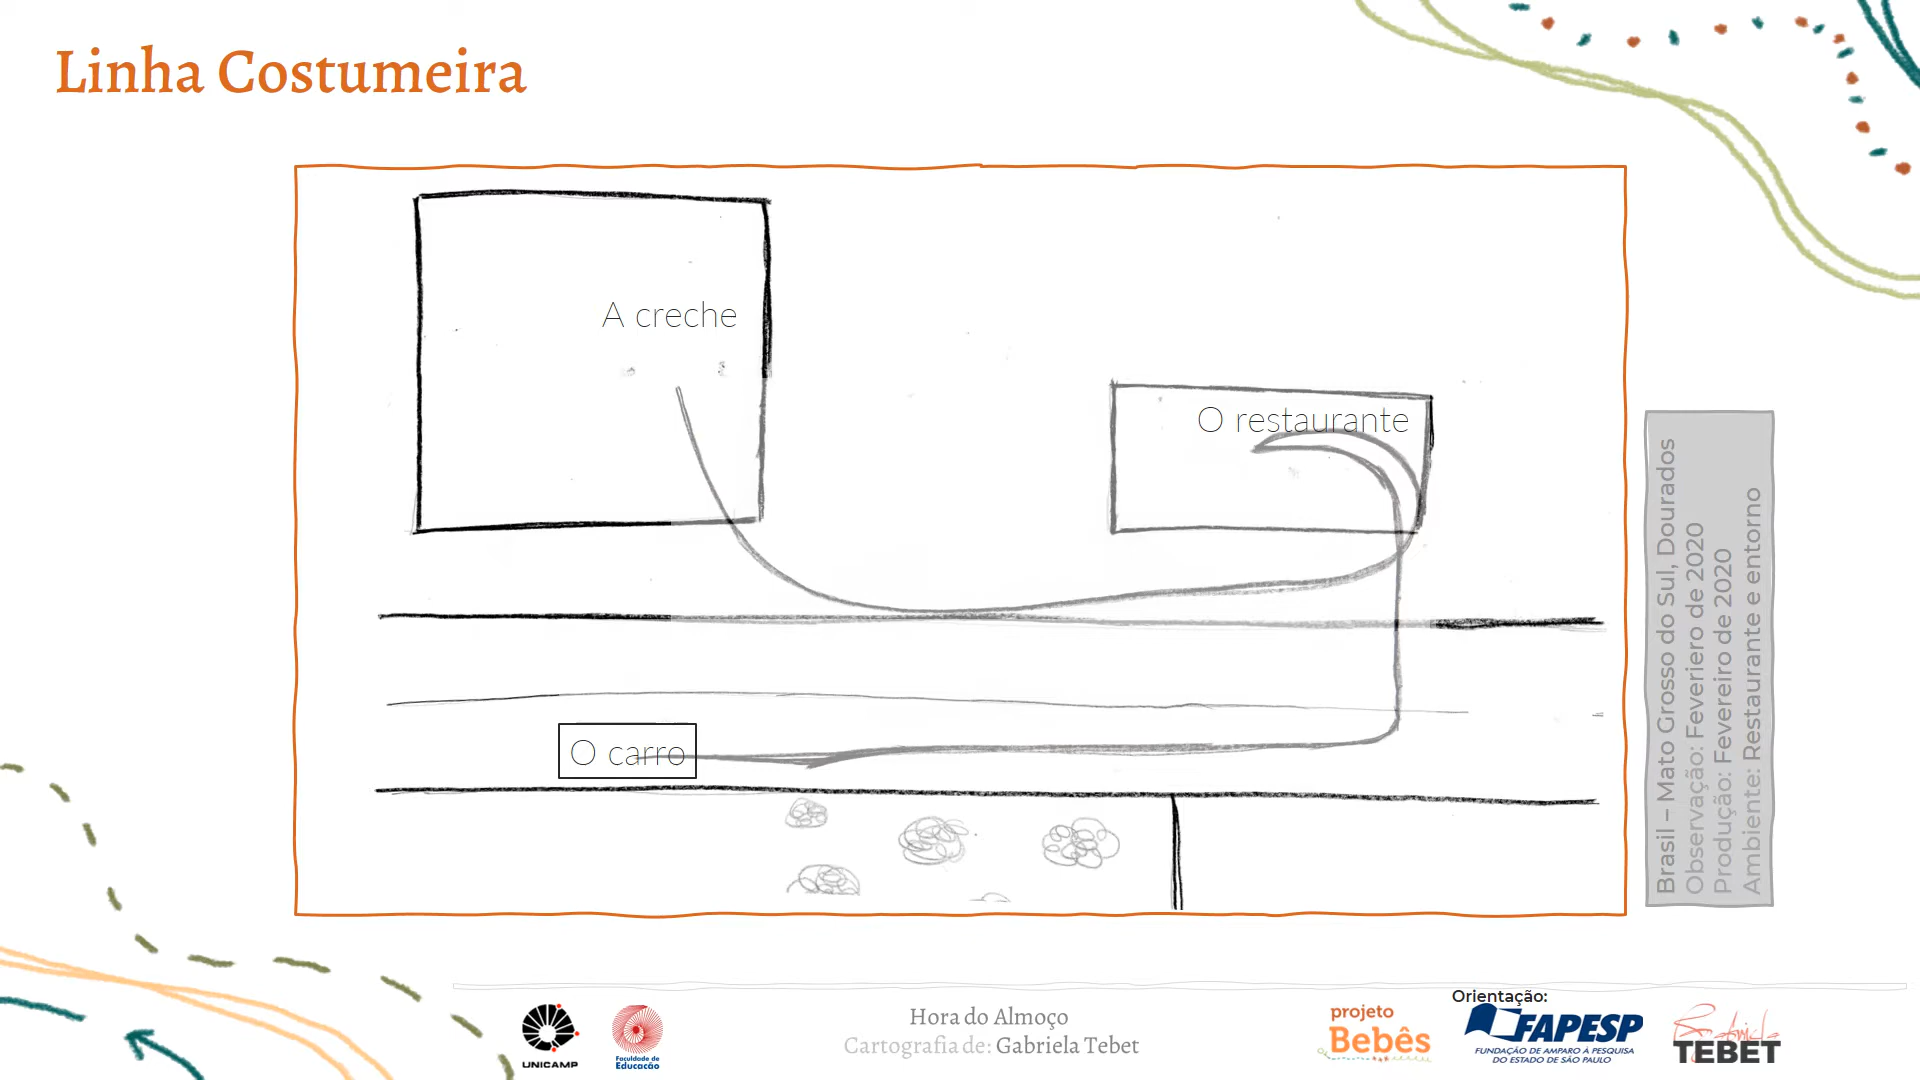 Linha Costumeira
A creche
O restaurante
O carro
Brasil – Mato Grosso do Sul, Dourados
Observação: Feveriero de 2020
Produção: Fevereiro de 2020
Ambiente: Restaurante e entorno
UNICAMP
Faculdade de
Educação
Hora do Almoço
Cartografia de: Gabriela Tebet
projeto
Bebês
Orientação:
FAPESP
FUNDAÇÃO DE AMPARO À PESQUISA
DO ESTADO DE SÃO PAULO
Gabriela
TEBET